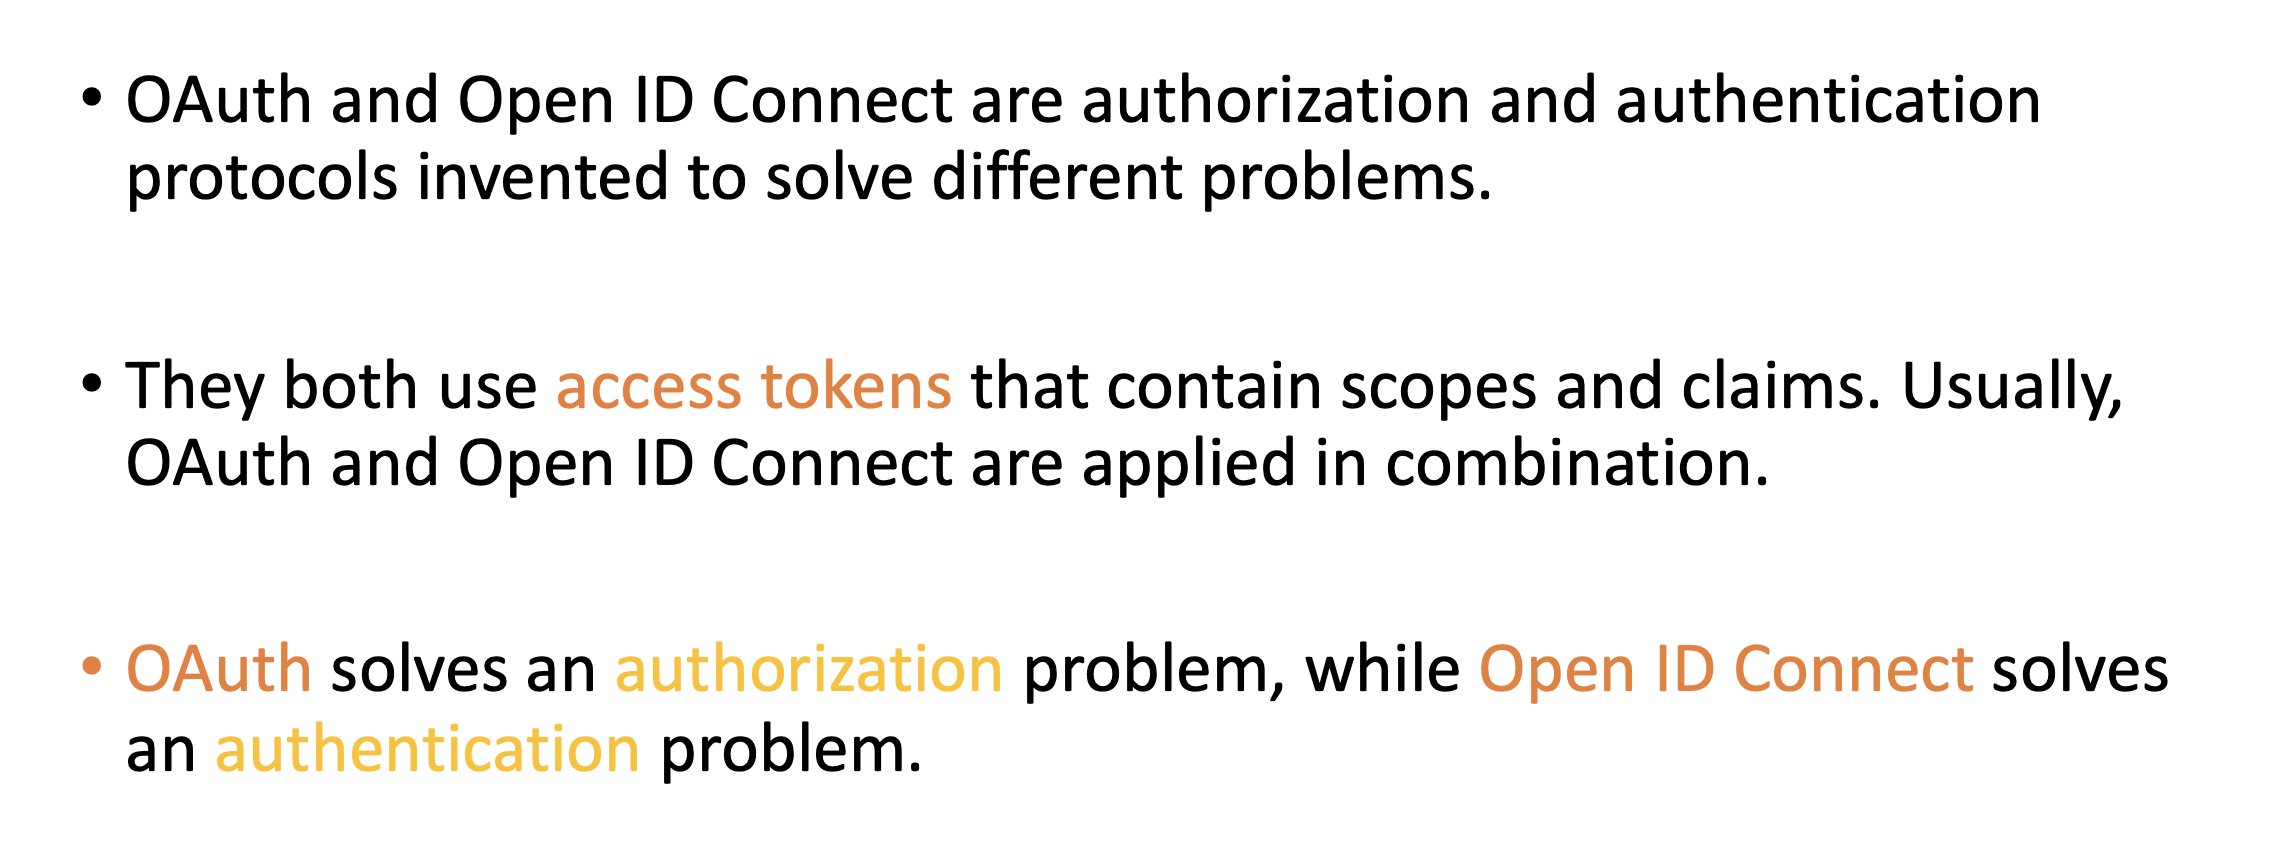 • OAuth and Open ID Connect are authorization and authentication
protocols invented to solve different problems.
• They both use access tokens that contain scopes and claims. Usually,
OAuth and Open ID Connect are applied in combination.
• OAuth solves an authorization problem, while Open ID Connect solves
an authentication problem.